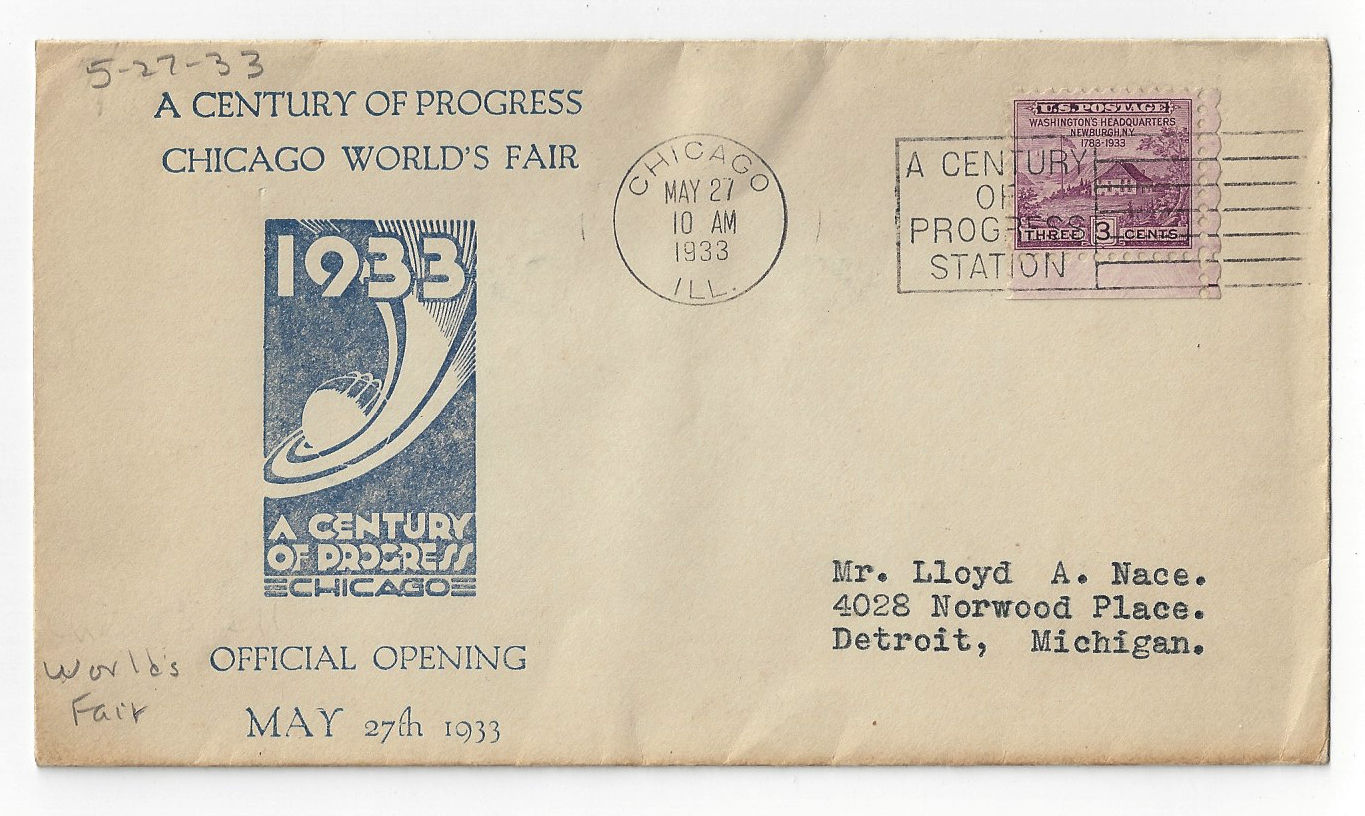 5-27-33
A CENTURY OF PROGRESS
CHICAGO WORLD'S FAIR
1933
A CENTURY
OF PROGRESS
CHICAGO
OFFICIAL OPENING
MAY 27th 1933
World's
Fair
CHICAGO
MAY 27
10 AM
1933
ILL.
A CENTURY
OF
PROGRESS
STATION
U.S. POSTAGE
WASHINGTON'S HEADQUARTERS
NEWBURGH, N.Y.
1783-1933
THREE 3 CENTS
Mr. Lloyd A. Nace.
4028 Norwood Place.
Detroit, Michigan.